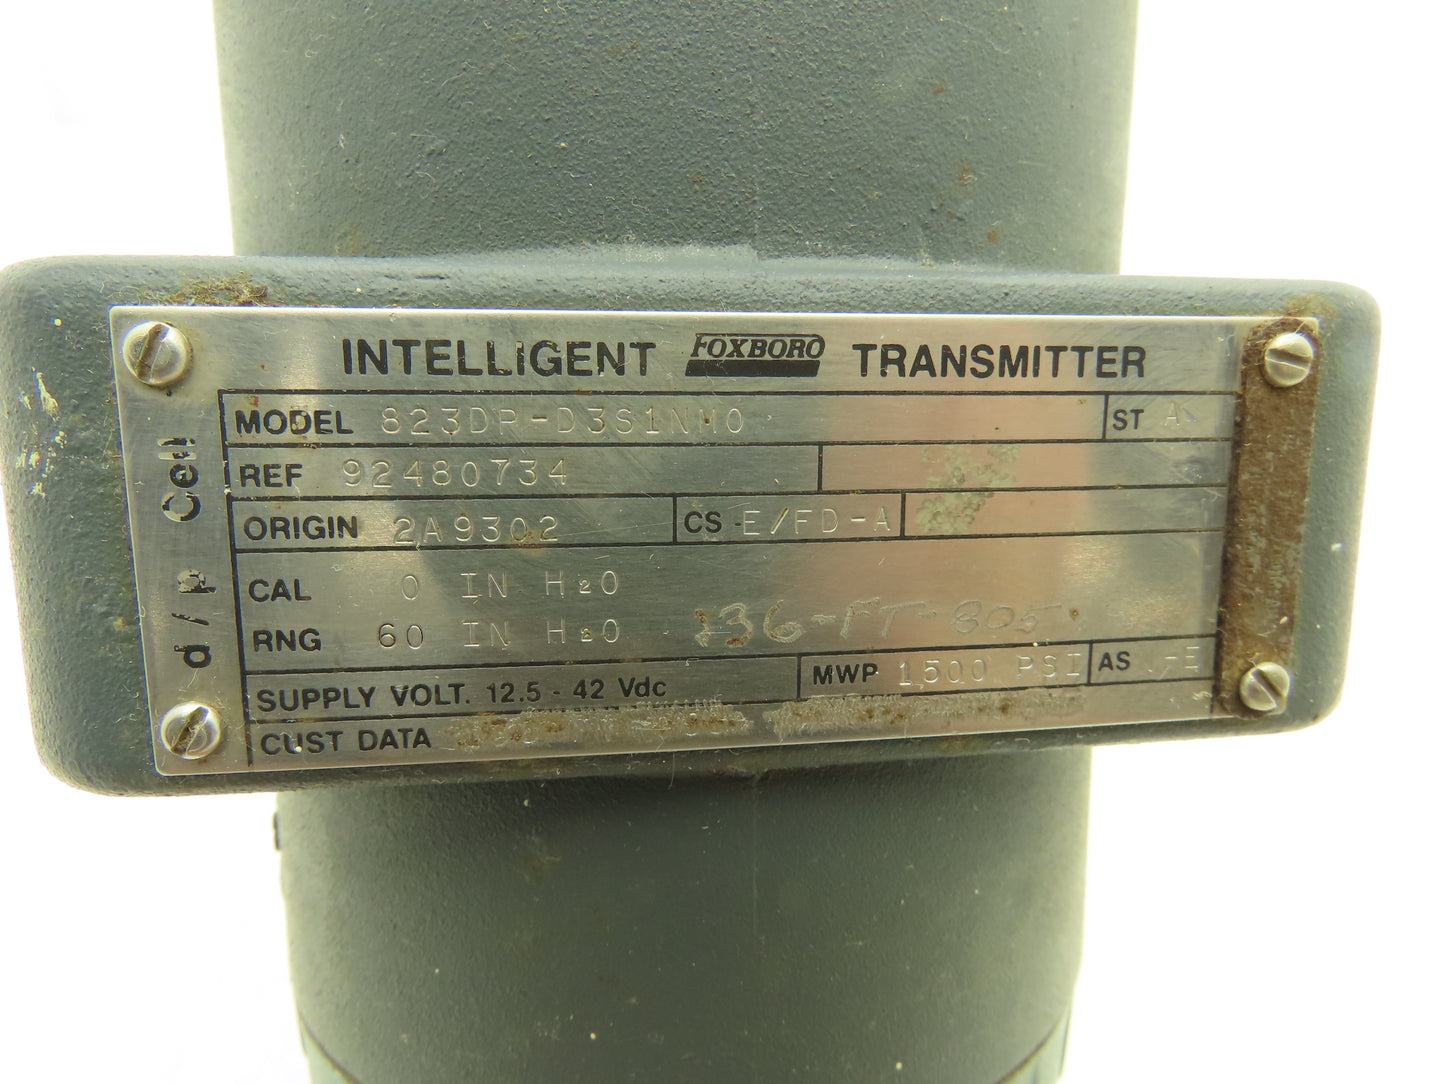 INTELLIGENT FOXBORO TRANSMITTER
d/p Cell
MODEL 823DP-D3S1NM0 ST A
REF 92480734
ORIGIN 2A9302 CS E/FD-A
CAL 0 IN H2O
RNG 60 IN H2O 136-FT-805
SUPPLY VOLT. 12.5 - 42 Vdc MWP 1500 PSI AS -E
CUST DATA